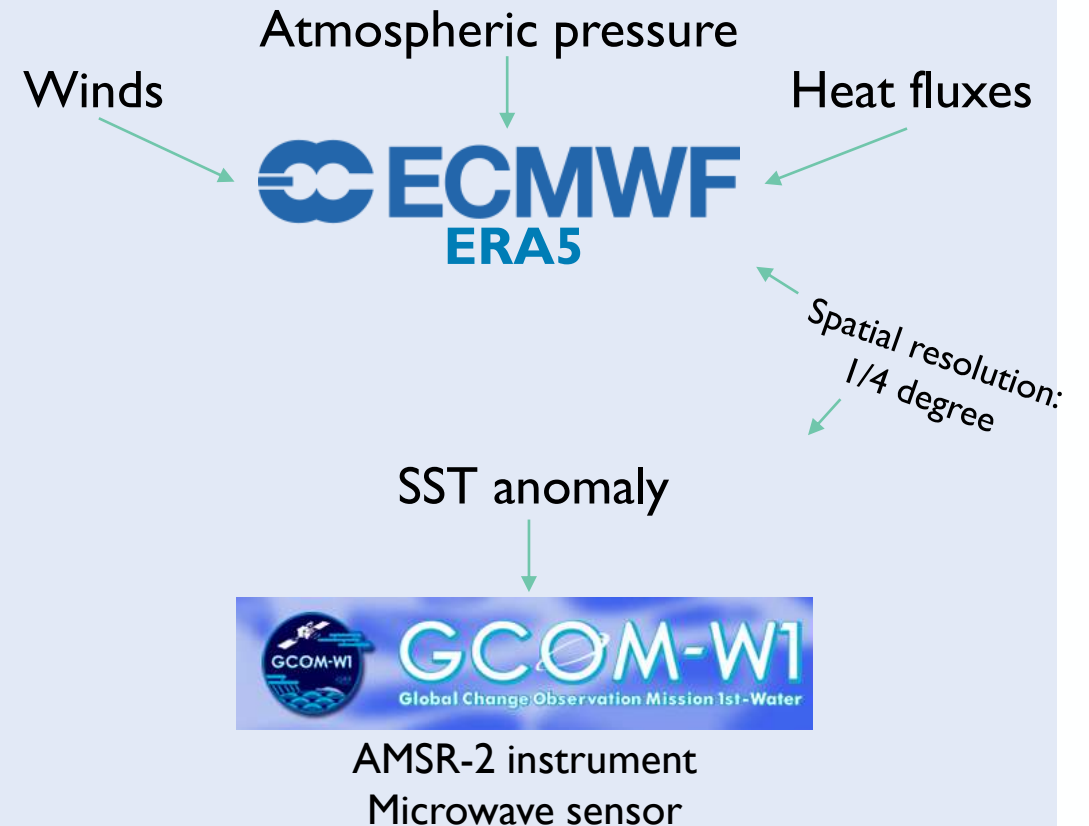 Atmospheric pressure
Winds
Heat fluxes
ECMWF
ERA5
Spatial resolution:
1/4 degree
SST anomaly
GCOM-W1
GCOM-W1
Global Change Observation Mission 1st-Water
AMSR-2 instrument
Microwave sensor